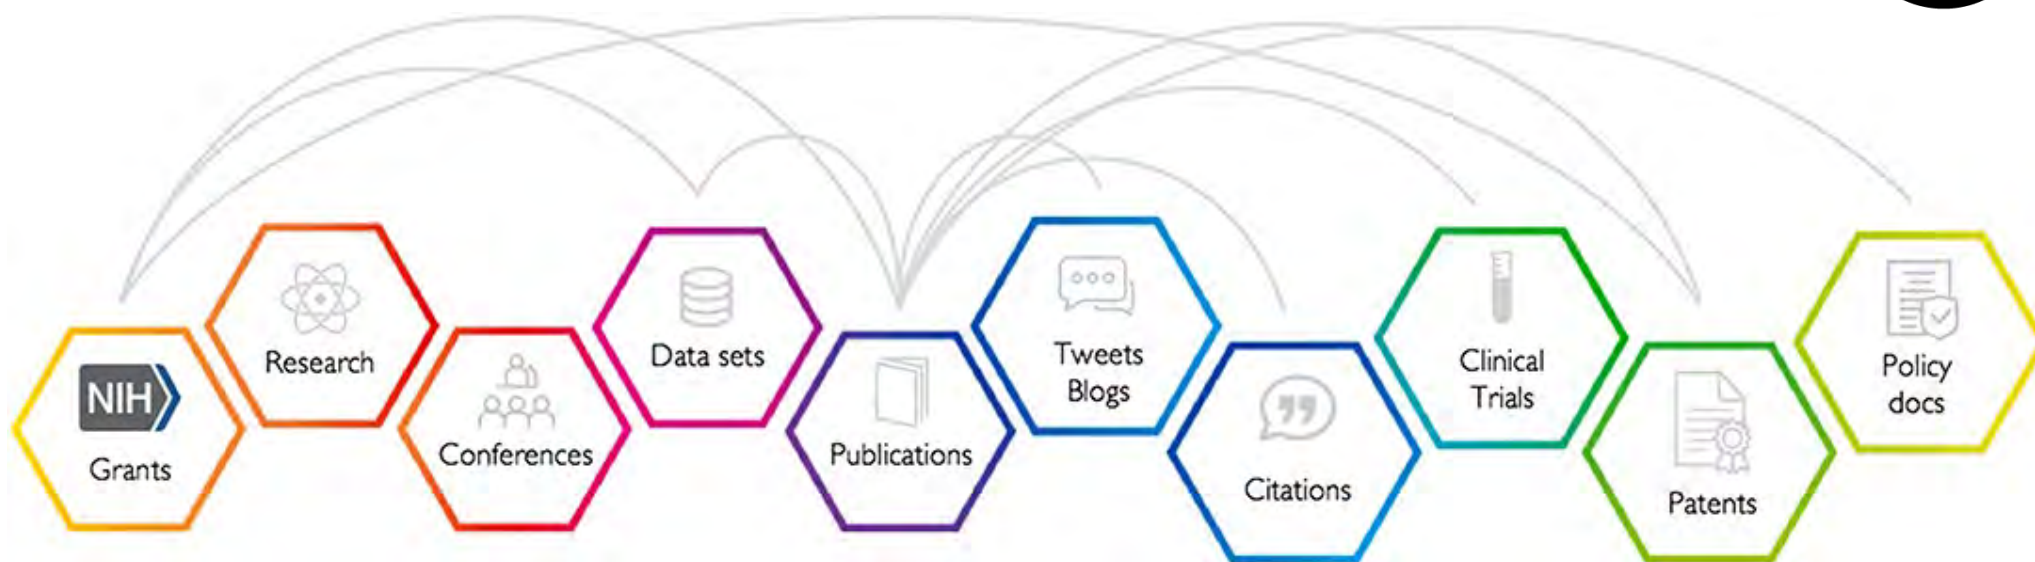 NIH
Grants
Research
Conferences
Data sets
Publications
Tweets
Blogs
Citations
Clinical
Trials
Patents
Policy
docs